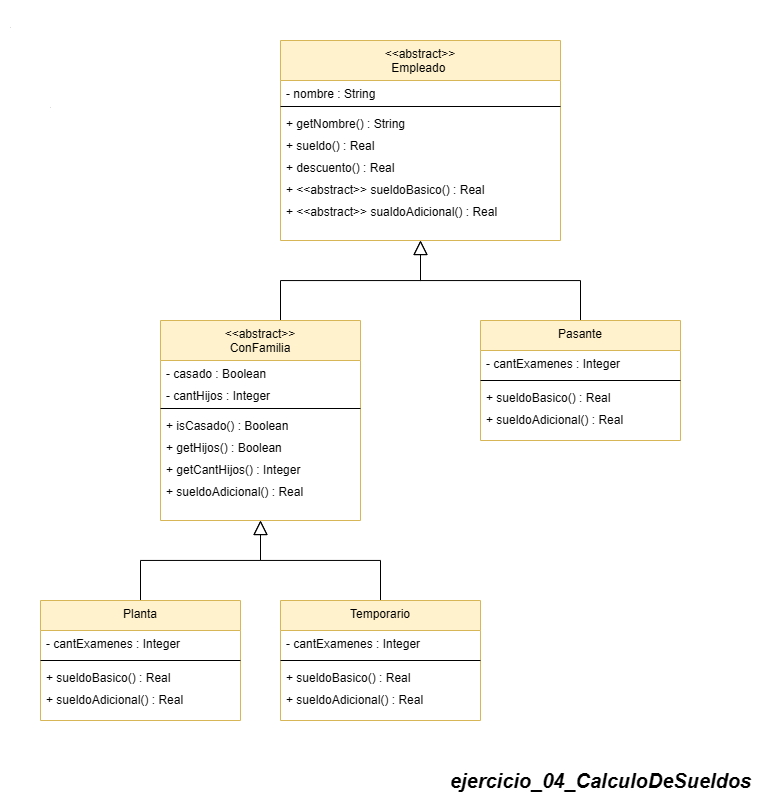 <<abstract>>
Empleado
- nombre : String
+ getNombre() : String
+ sueldo() : Real
+ descuento() : Real
+ <<abstract>> sueldoBasico() : Real
+ <<abstract>> sualdoAdicional() : Real
<<abstract>>
ConFamilia
- casado : Boolean
- cantHijos : Integer
+ isCasado() : Boolean
+ getHijos() : Boolean
+ getCantHijos() : Integer
+ sueldoAdicional() : Real
Pasante
- cantExamenes : Integer
+ sueldoBasico() : Real
+ sueldoAdicional() : Real
Planta
- cantExamenes : Integer
+ sueldoBasico() : Real
+ sueldoAdicional() : Real
Temporario
- cantExamenes : Integer
+ sueldoBasico() : Real
+ sueldoAdicional() : Real
ejercicio_04_CalculoDeSueldos